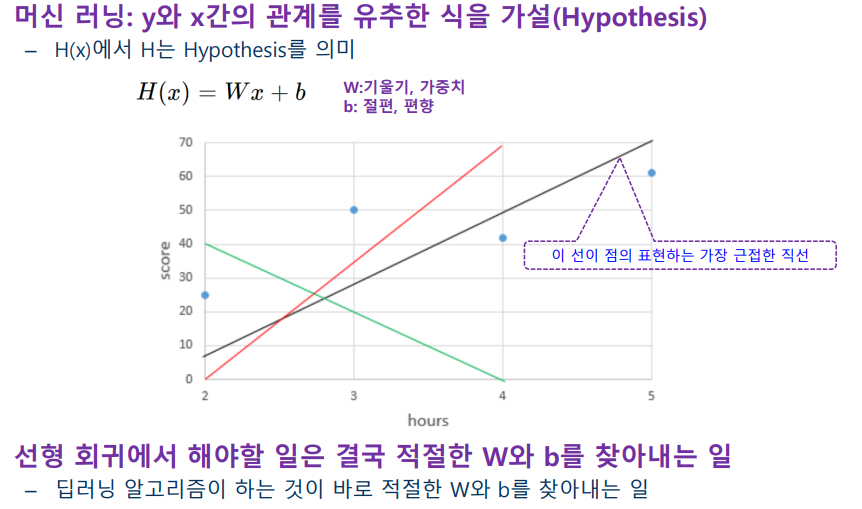 머신 러닝: y와 x간의 관계를 유추한 식을 가설(Hypothesis)
– H(x)에서 H는 Hypothesis를 의미
H(x) = Wx + b
W:기울기, 가중치
b: 절편, 편향
70
60
50
40
30
20
10
0
score
이 선이 점의 표현하는 가장 근접한 직선
2 3 4 5
hours
선형 회귀에서 해야할 일은 결국 적절한 W와 b를 찾아내는 일
– 딥러닝 알고리즘이 하는 것이 바로 적절한 W와 b를 찾아내는 일